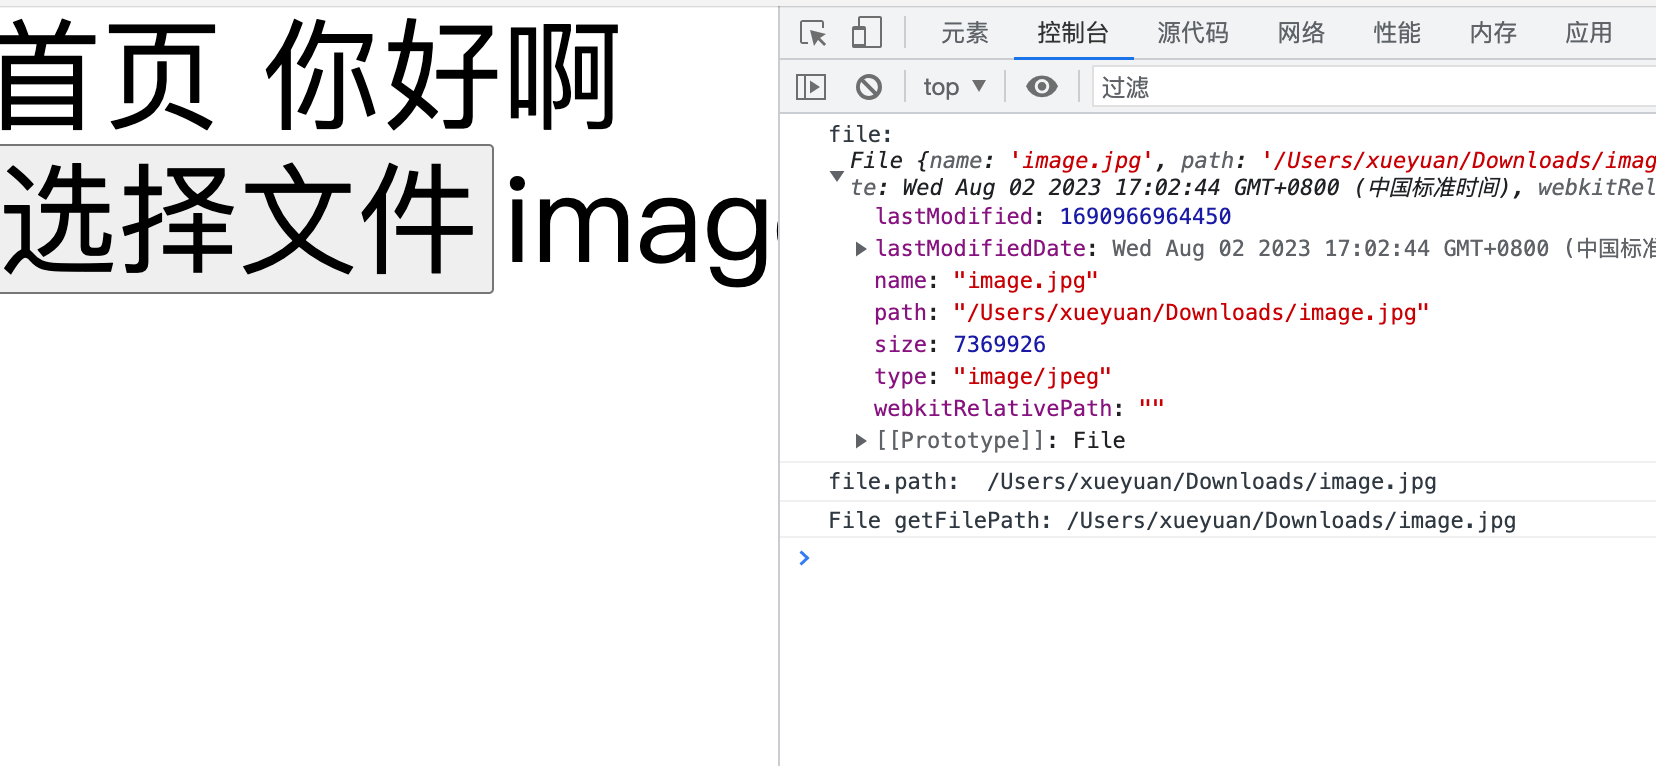 首页 你好啊
选择文件 imag
元素 控制台 源代码 网络 性能 内存 应用
top ▼ 过滤
file:
File {name: 'image.jpg', path: '/Users/xueyuan/Downloads/imag
te: Wed Aug 02 2023 17:02:44 GMT+0800 (中国标准时间), webkitRel
lastModified: 1690966964450
lastModifiedDate: Wed Aug 02 2023 17:02:44 GMT+0800 (中国标准
name: "image.jpg"
path: "/Users/xueyuan/Downloads/image.jpg"
size: 7369926
type: "image/jpeg"
webkitRelativePath: ""
[[Prototype]]: File
file.path: /Users/xueyuan/Downloads/image.jpg
File getFilePath: /Users/xueyuan/Downloads/image.jpg